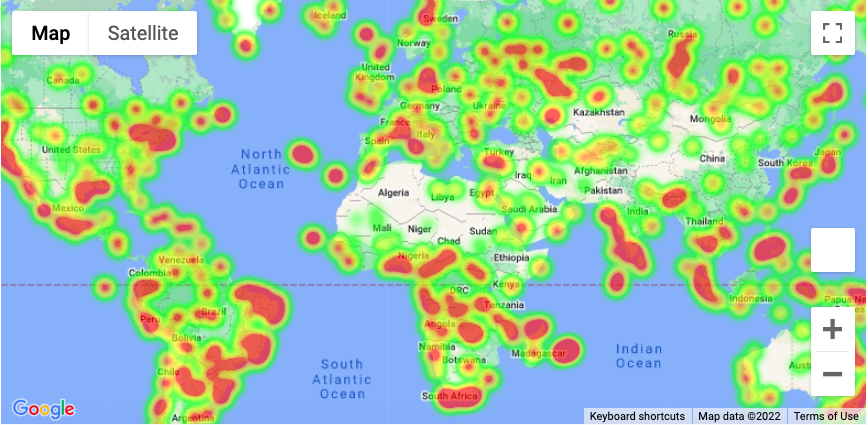 Map
Satellite
Iceland
Sweden
Russia
Norway
Canada
United
Kingdom
Poland
Germany
Ukraine
Kazakhstan
Mongolia
France
Italy
Spain
United States
North
Atlantic
Ocean
Turkey
China
South Korea
Japan
Afghanistan
Iraq
Iran
Pakistan
Algeria
Libya
Egypt
Saudi Arabia
India
Mexico
Mali
Niger
Sudan
Thailand
Chad
Nigeria
Ethiopia
Venezuela
Colombia
DRC
Kenya
Indonesia
Papua N
Tanzania
Peru
Brazil
Angola
Bolivia
Namibia
Botswana
Madagascar
Indian
Ocean
Chile
South
Atlantic
Ocean
Aust
South Africa
Argentina
Google
Keyboard shortcuts
Map data ©2022
Terms of Use